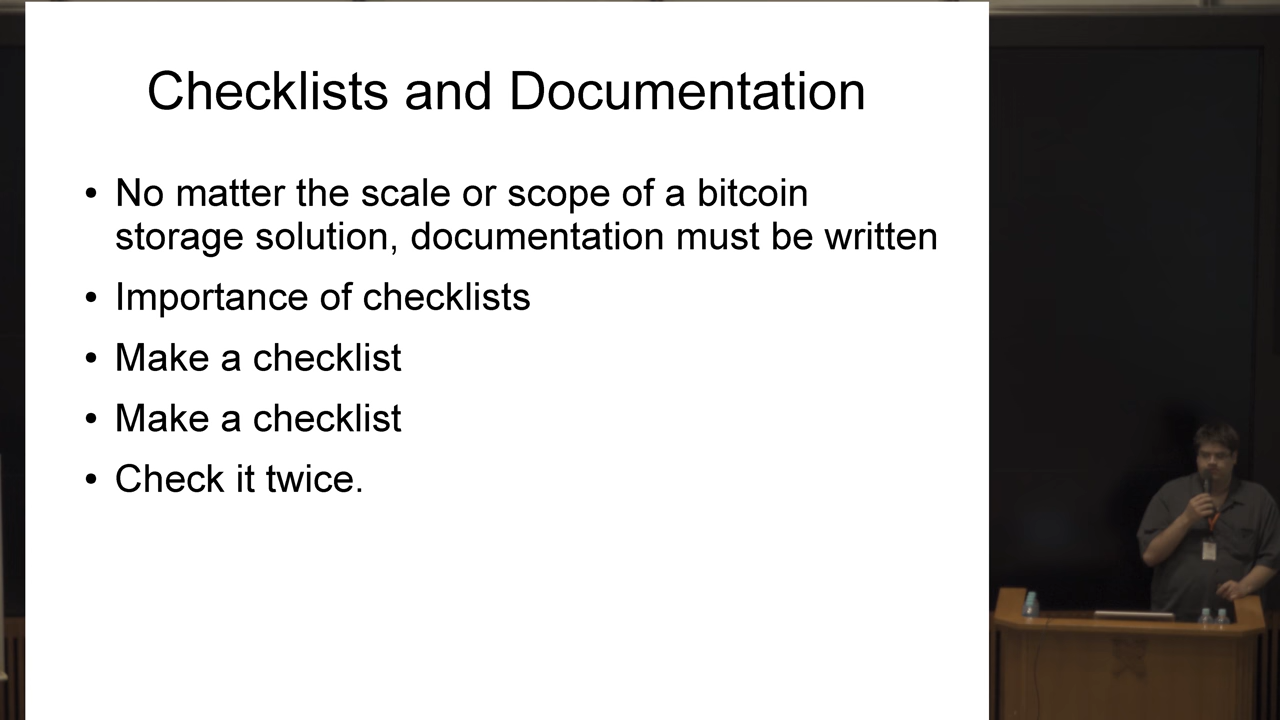 Checklists and Documentation
• No matter the scale or scope of a bitcoin
storage solution, documentation must be written
• Importance of checklists
• Make a checklist
• Make a checklist
• Check it twice.